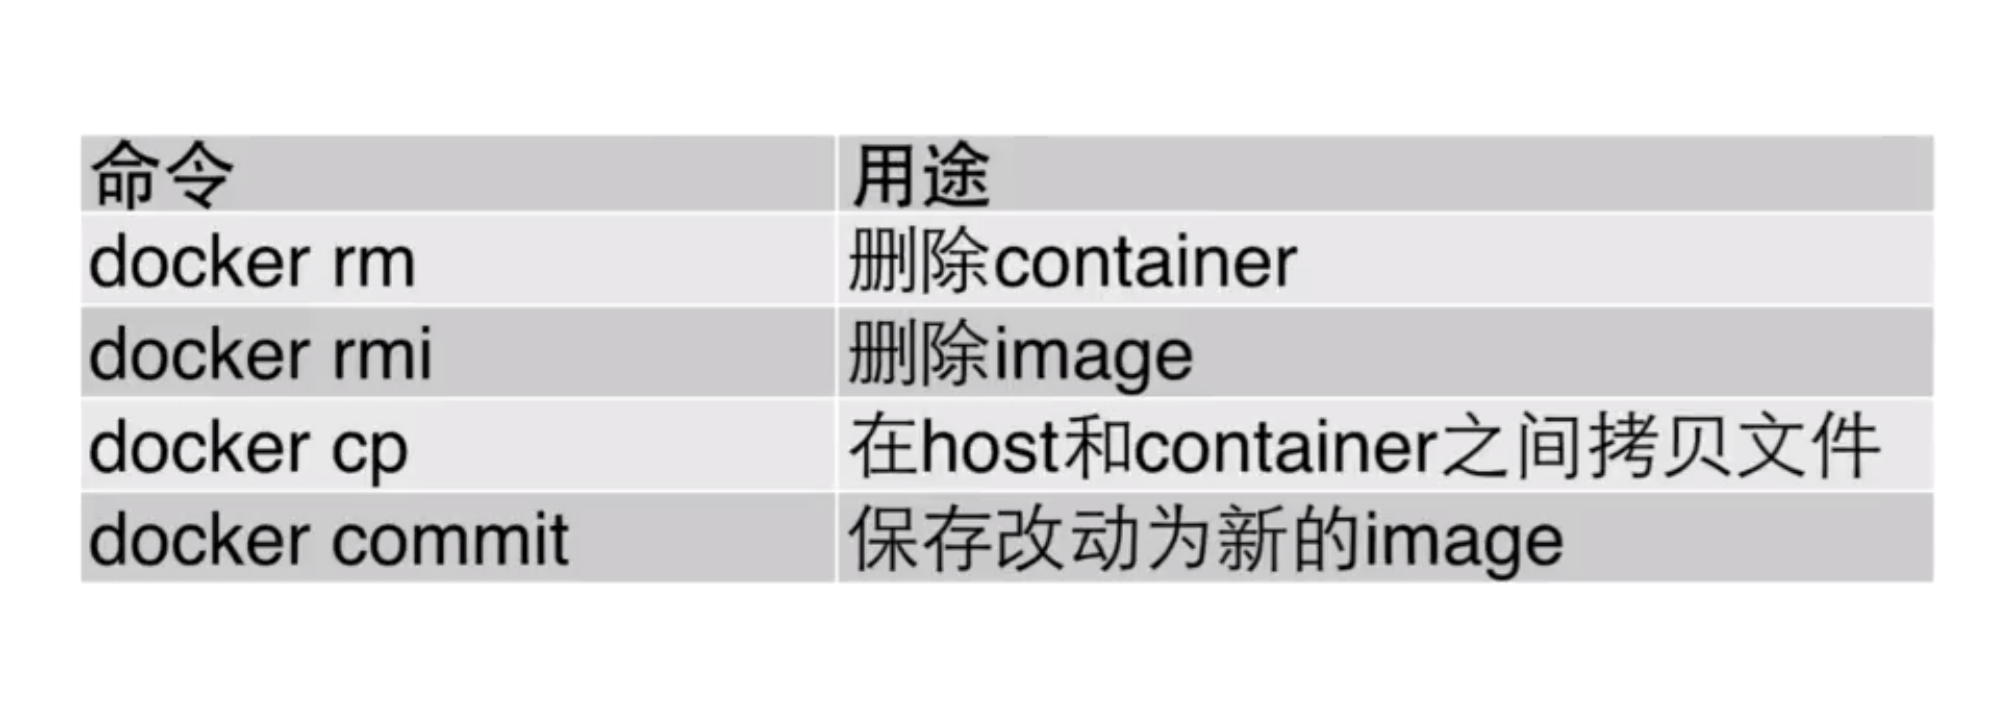 命令 用途
docker rm 删除container
docker rmi 删除image
docker cp 在host和container之间拷贝文件
docker commit 保存改动为新的image